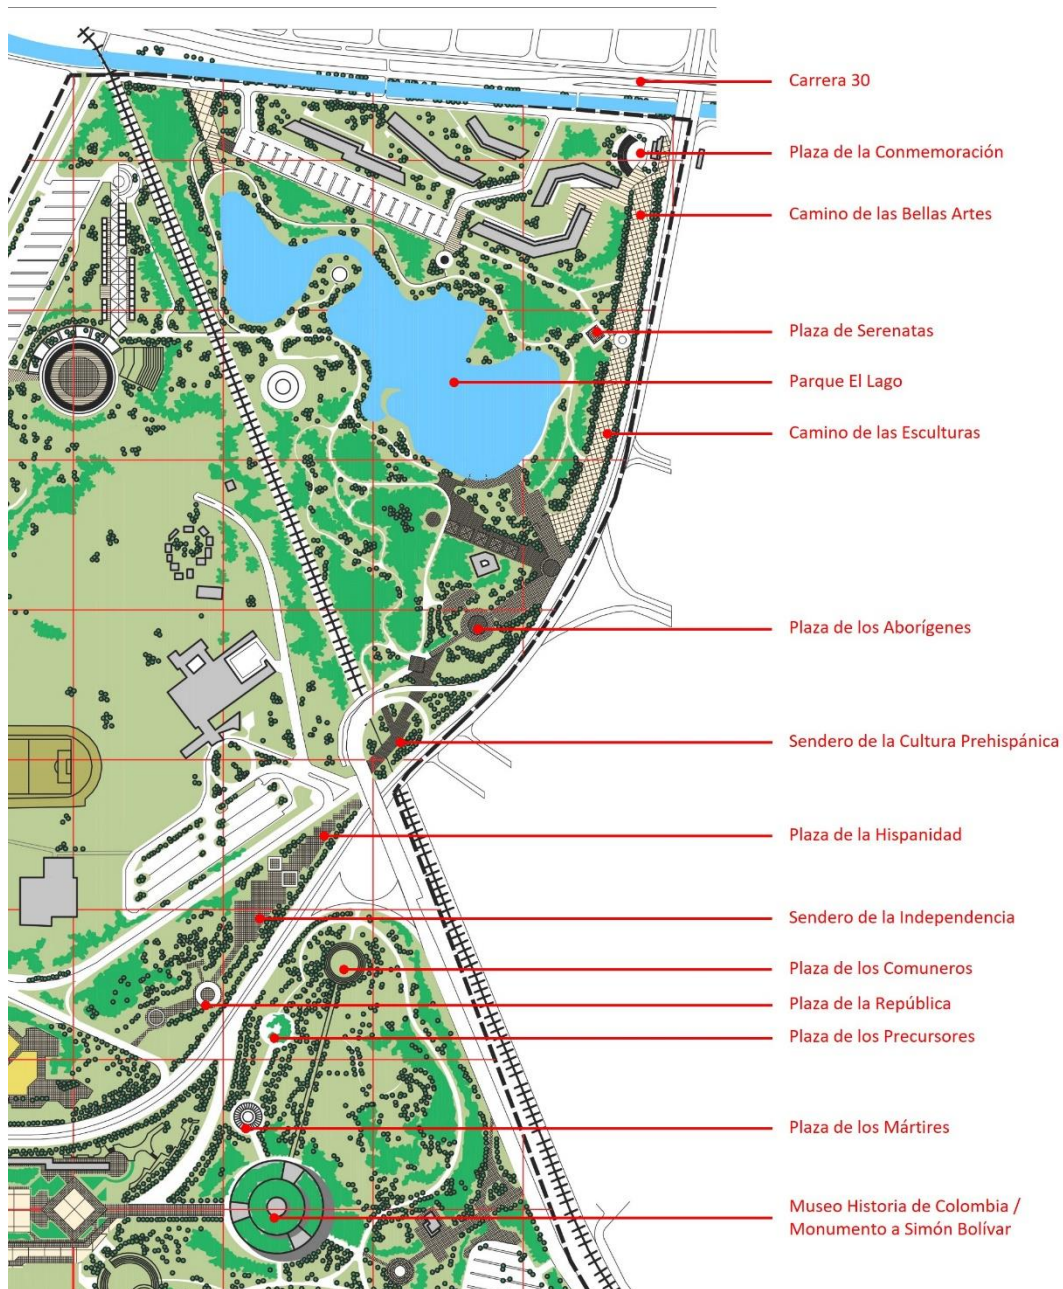 Carrera 30
Plaza de la Conmemoración
Camino de las Bellas Artes
Plaza de Serenatas
Parque El Lago
Camino de las Esculturas
Plaza de los Aborígenes
Sendero de la Cultura Prehispánica
Plaza de la Hispanidad
Sendero de la Independencia
Plaza de los Comuneros
Plaza de la República
Plaza de los Precursores
Plaza de los Mártires
Museo Historia de Colombia /
Monumento a Simón Bolívar